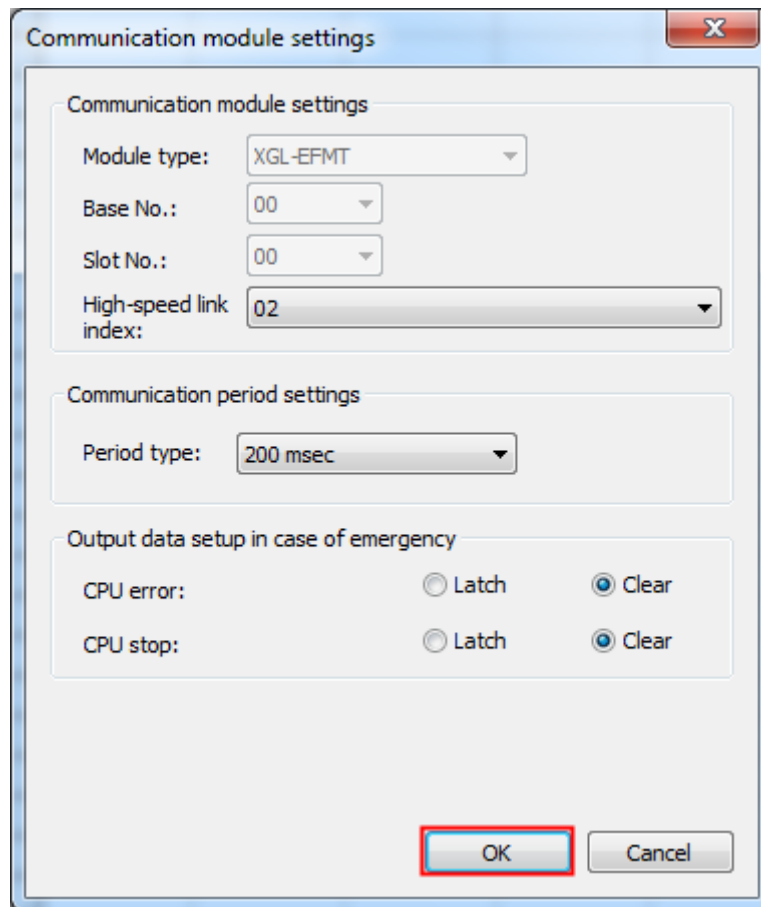 Communication module settings
Communication module settings
Module type: XGL-EFMT
Base No.: 00
Slot No.: 00
High-speed link
index: 02
Communication period settings
Period type: 200 msec
Output data setup in case of emergency
CPU error: Latch Clear
CPU stop: Latch Clear
OK Cancel